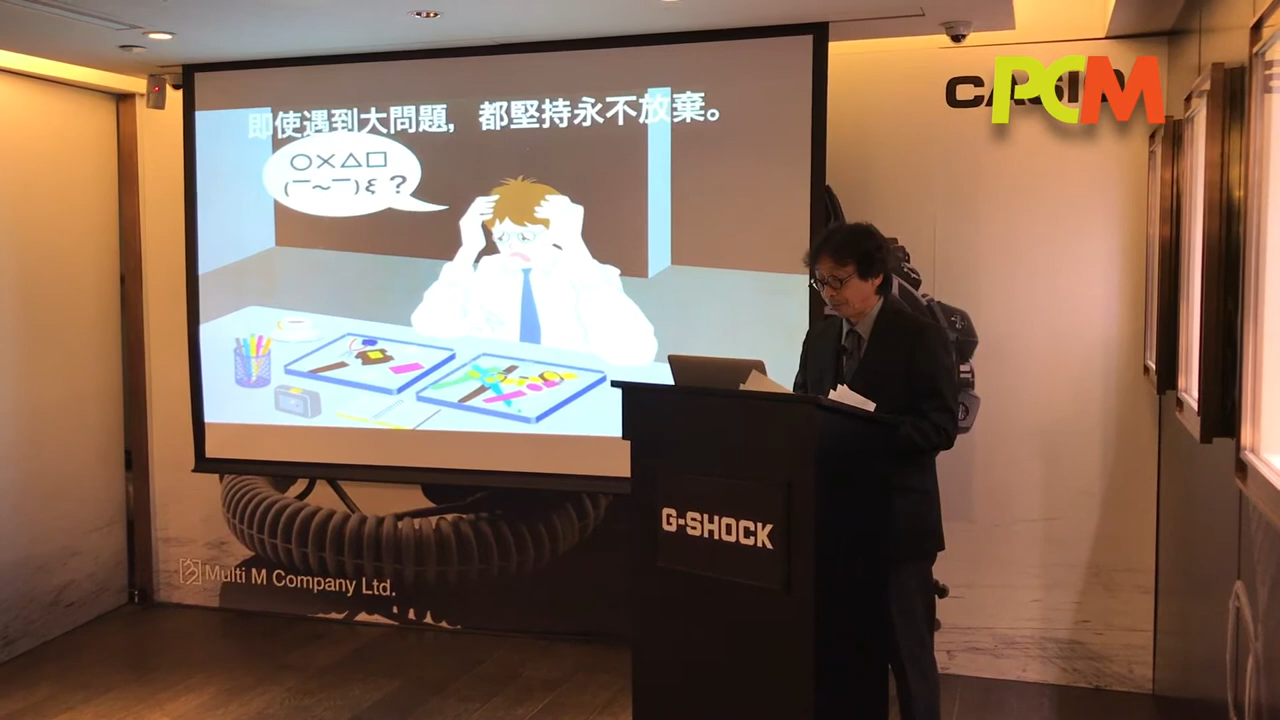 即使遇到大問題，都堅持永不放棄。
○×△□
(￣～￣)ξ？
CASIO
PCM
G-SHOCK
Multi M Company Ltd.